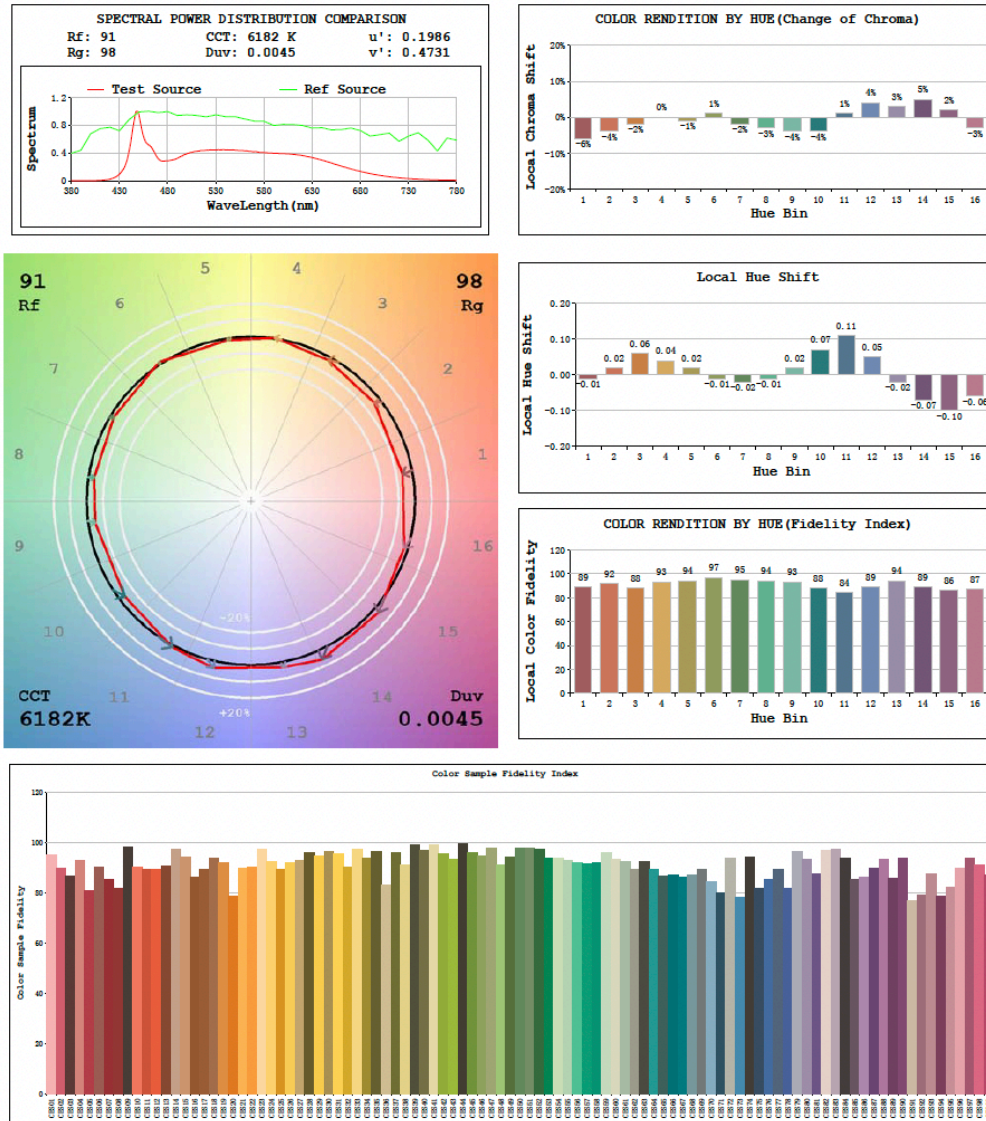 SPECTRAL POWER DISTRIBUTION COMPARISON
Rf: 91 CCT: 6182 K u': 0.1986
Rg: 98 Duv: 0.0045 v': 0.4731
Test Source Ref Source
Spectrum
1.2
0.8
0.4
0
380 430 480 530 580 630 680 730 780
WaveLength(nm)
COLOR RENDITION BY HUE(Change of Chroma)
Local Chroma Shift
20%
10%
0%
-10%
-20%
-6% -4% -2% 0% -1% 1% -2% -3% -4% -4% 1% 4% 3% 5% 2% -3%
1 2 3 4 5 6 7 8 9 10 11 12 13 14 15 16
Hue Bin
91
Rf
98
Rg
5 4
6 3
7 2
8 1
9 16
10 15
11 14
12 13
-20%
+20%
CCT
6182K
Duv
0.0045
Local Hue Shift
Local Hue Shift
0.20
0.10
0.00
-0.10
-0.20
-0.01 0.02 0.06 0.04 0.02 -0.01 -0.02 -0.01 0.02 0.07 0.11 0.05 -0.02 -0.07 -0.10 -0.06
1 2 3 4 5 6 7 8 9 10 11 12 13 14 15 16
Hue Bin
COLOR RENDITION BY HUE(Fidelity Index)
Local Color Fidelity
120
100
80
60
40
20
0
89 92 88 93 94 97 95 94 93 88 84 89 94 89 86 87
1 2 3 4 5 6 7 8 9 10 11 12 13 14 15 16
Hue Bin
Color Sample Fidelity Index
Color Sample Fidelity
120
100
80
60
40
20
0